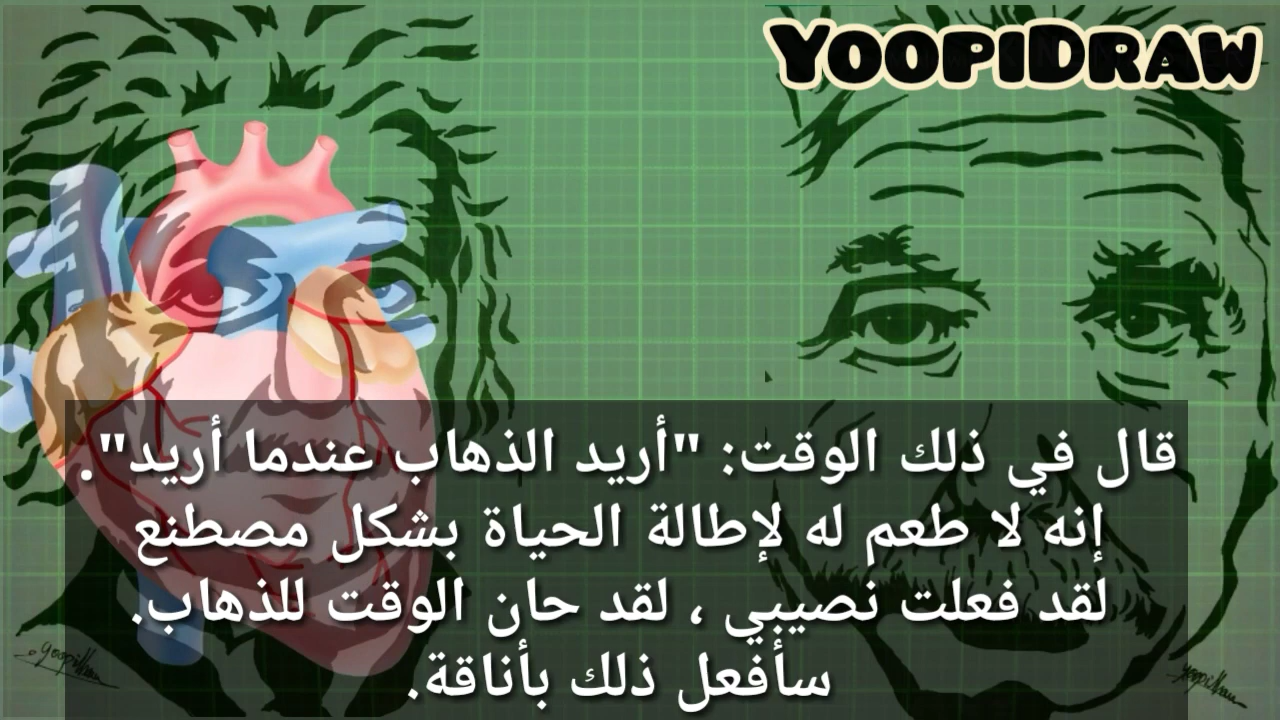 YOOPIDRAW
قال في ذلك الوقت: "أريد الذهاب عندما أريد".
إنه لا طعم له لإطالة الحياة بشكل مصطنع
لقد فعلت نصيبي ، لقد حان الوقت للذهاب.
سأفعل ذلك بأناقة.